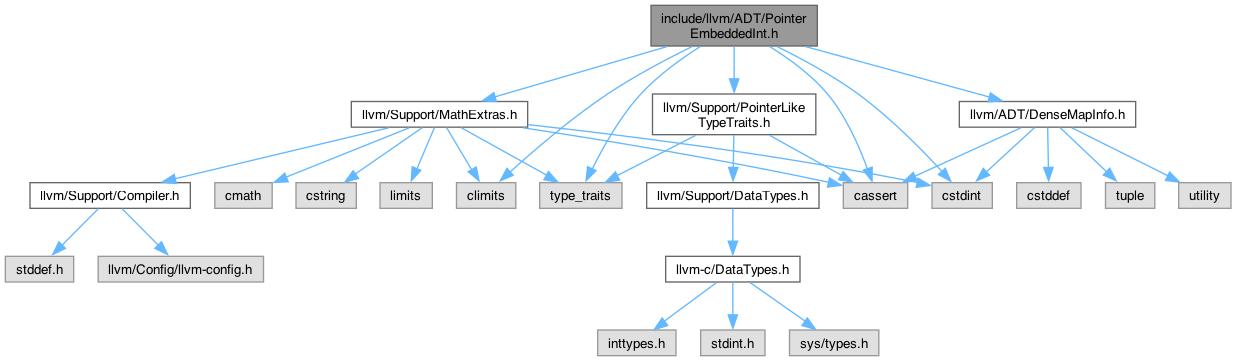 include/llvm/ADT/Pointer
EmbeddedInt.h
llvm/Support/MathExtras.h
llvm/Support/PointerLike
TypeTraits.h
llvm/ADT/DenseMapInfo.h
llvm/Support/Compiler.h
cmath
cstring
limits
climits
type_traits
llvm/Support/DataTypes.h
cassert
cstdint
cstddef
tuple
utility
stddef.h
llvm/Config/llvm-config.h
llvm-c/DataTypes.h
inttypes.h
stdint.h
sys/types.h